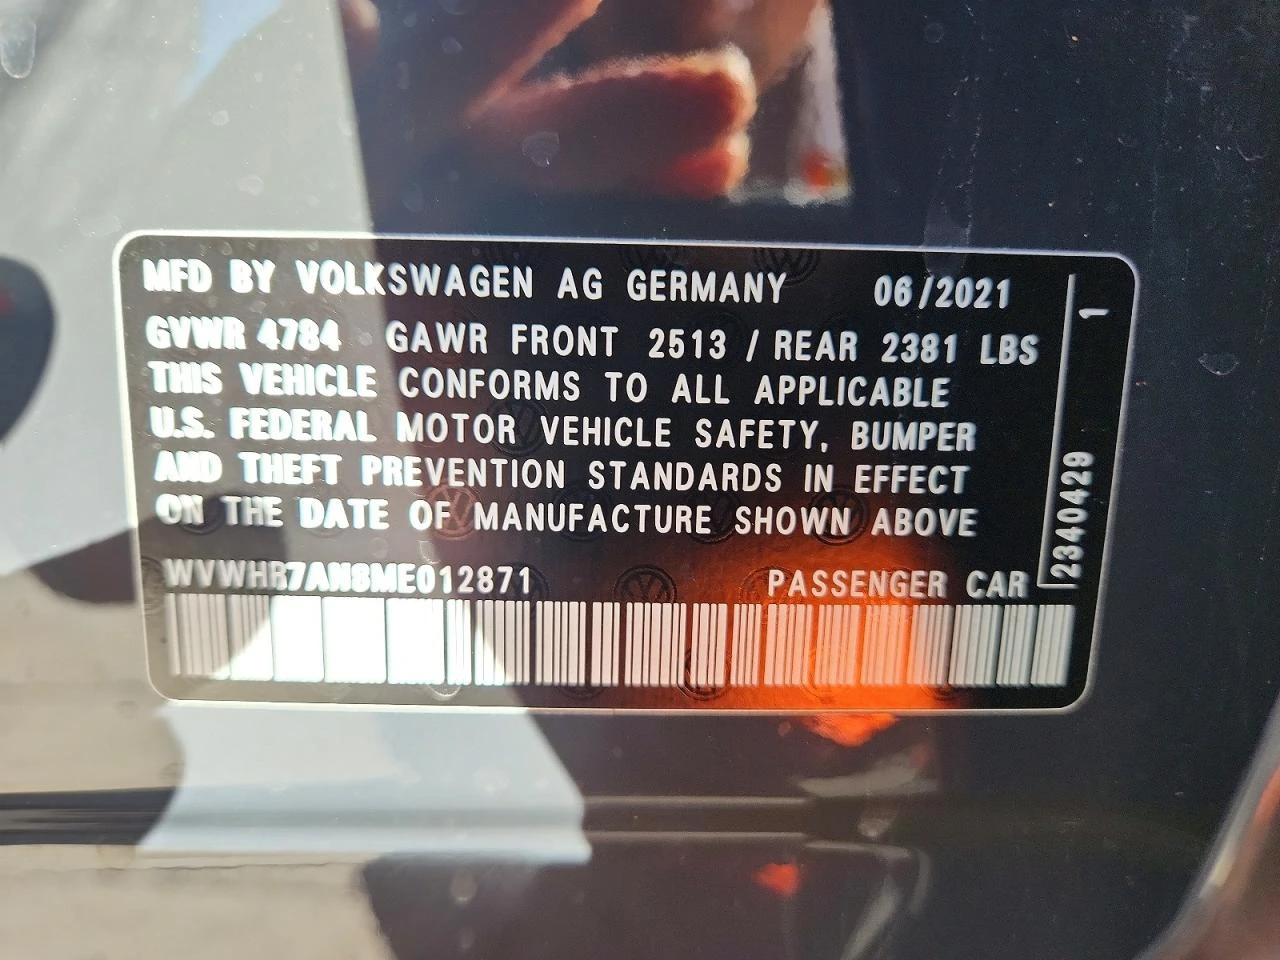 MFD BY VOLKSWAGEN AG GERMANY 06/2021
GVWR 4784 GAWR FRONT 2513 / REAR 2381 LBS
THIS VEHICLE CONFORMS TO ALL APPLICABLE
U.S. FEDERAL MOTOR VEHICLE SAFETY, BUMPER
AND THEFT PREVENTION STANDARDS IN EFFECT
ON THE DATE OF MANUFACTURE SHOWN ABOVE
WVWHR7AN8ME012871 PASSENGER CAR
2340429 1